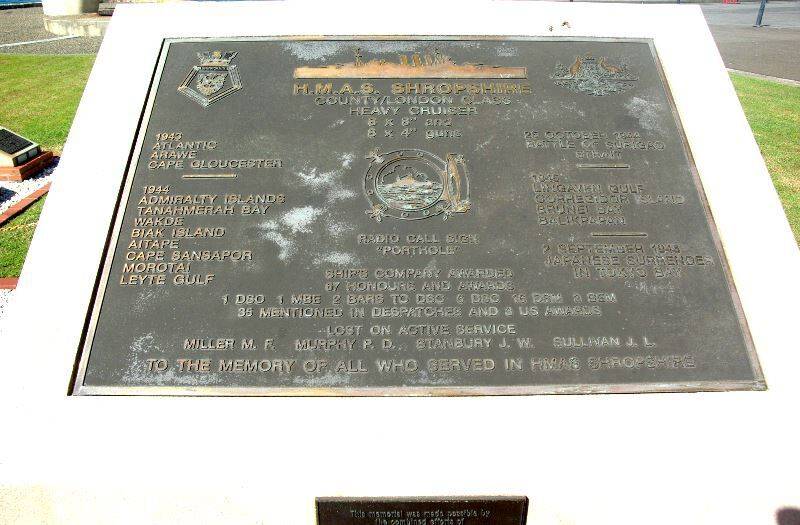 H.M.A.S. SHROPSHIRE
COUNTY/LONDON CLASS
HEAVY CRUISER
8 x 8" and
8 x 4" guns
1943
ATLANTIC
ARAWE
CAPE GLOUCESTER
1944
ADMIRALTY ISLANDS
TANAHMERAH BAY
WAKDE
BIAK ISLAND
AITAPE
CAPE SANSAPOR
MOROTAI
LEYTE GULF
25 OCTOBER 1944
BATTLE OF SURIGAO
STRAIT
1945
LINGAYEN GULF
CORREGIDOR ISLAND
BRUNEI BAY
BALIKPAPAN
2 SEPTEMBER 1945
JAPANESE SURRENDER
IN TOKYO BAY
RADIO CALL SIGN
"PORTHOLE"
SHIP'S COMPANY AWARDED
67 HONOURS AND AWARDS
1 DSO 1 MBE 2 BARS TO DSC DSC 15 DSM BEM
35 MENTIONED IN DESPATCHES AND US AWARDS
LOST ON ACTIVE SERVICE
MILLER M. F. MURPHY P. D. STANBURY J. W. SULLIVAN J. L.
TO THE MEMORY OF ALL WHO SERVED IN HMAS SHROPSHIRE
This memorial was made possible by
the combined efforts of